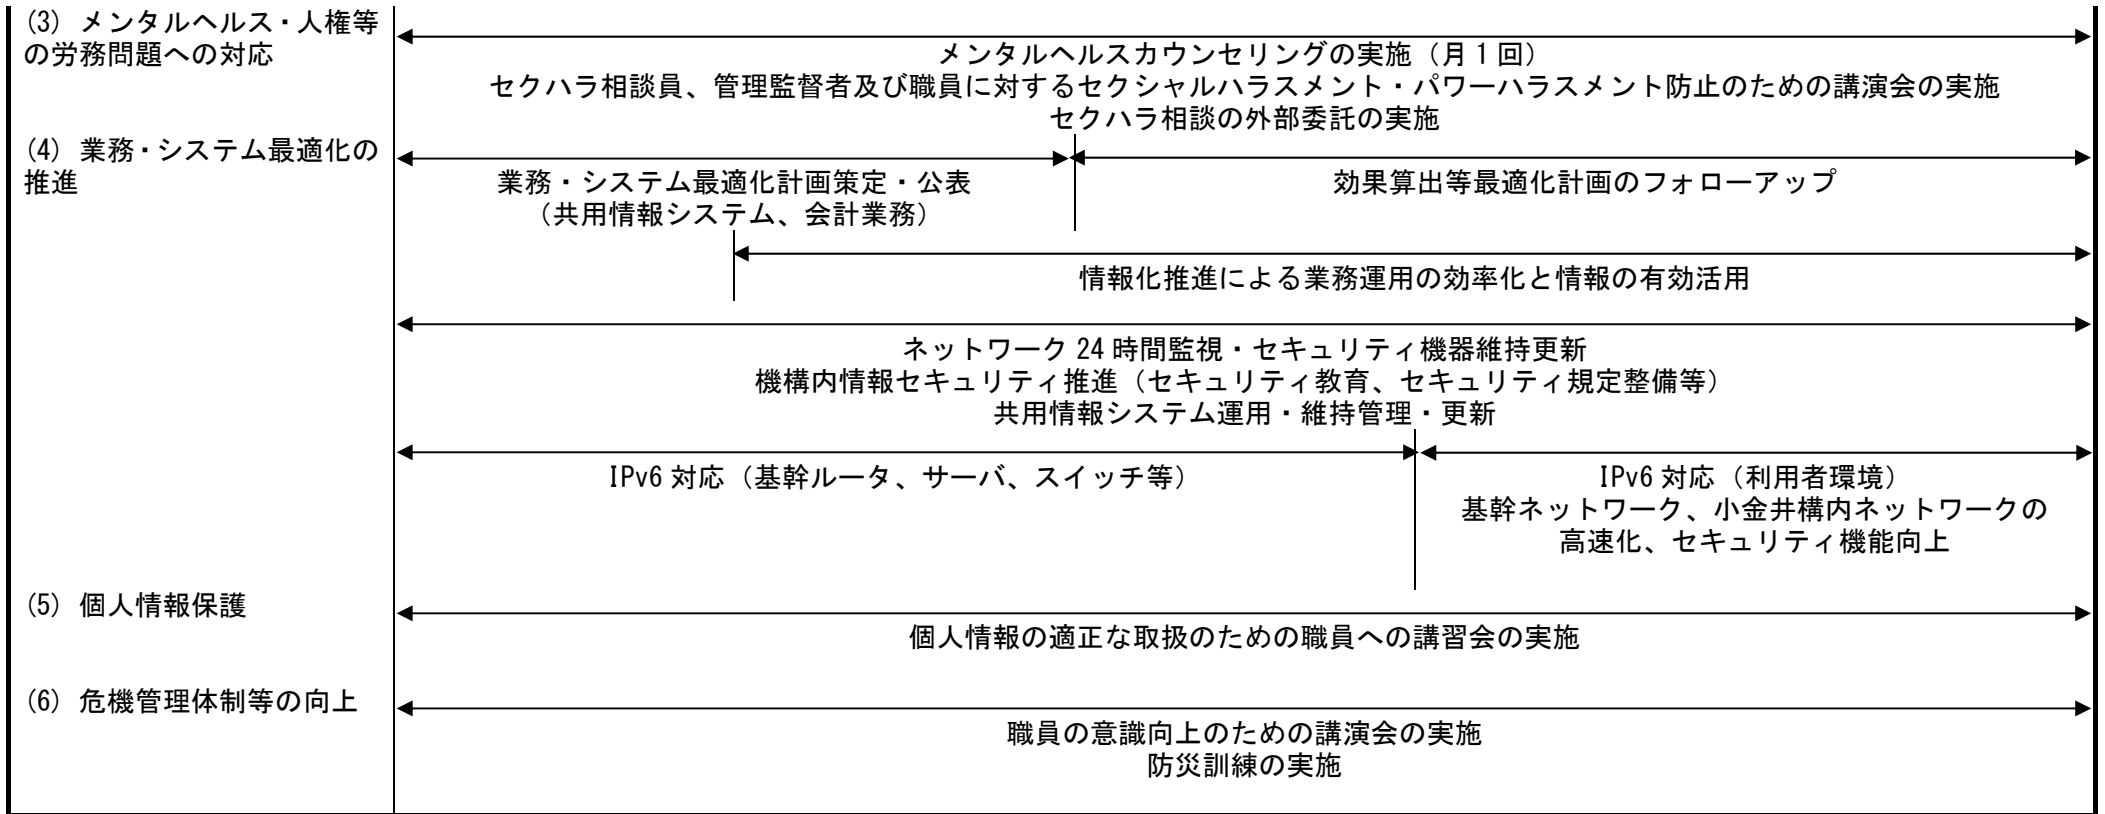 (3) メンタルヘルス・人権等
の労務問題への対応
メンタルヘルスカウンセリングの実施（月1回）
セクハラ相談員、管理監督者及び職員に対するセクシャルハラスメント・パワーハラスメント防止のための講演会の実施
セクハラ相談の外部委託の実施
(4) 業務・システム最適化の
推進
業務・システム最適化計画策定・公表
（共用情報システム、会計業務）
効果算出等最適化計画のフォローアップ
情報化推進による業務運用の効率化と情報の有効活用
ネットワーク24時間監視・セキュリティ機器維持更新
機構内情報セキュリティ推進（セキュリティ教育、セキュリティ規定整備等）
共用情報システム運用・維持管理・更新
IPv6対応（基幹ルータ、サーバ、スイッチ等）
IPv6対応（利用者環境）
基幹ネットワーク、小金井構内ネットワークの
高速化、セキュリティ機能向上
(5) 個人情報保護
個人情報の適正な取扱のための職員への講習会の実施
(6) 危機管理体制等の向上
職員の意識向上のための講演会の実施
防災訓練の実施